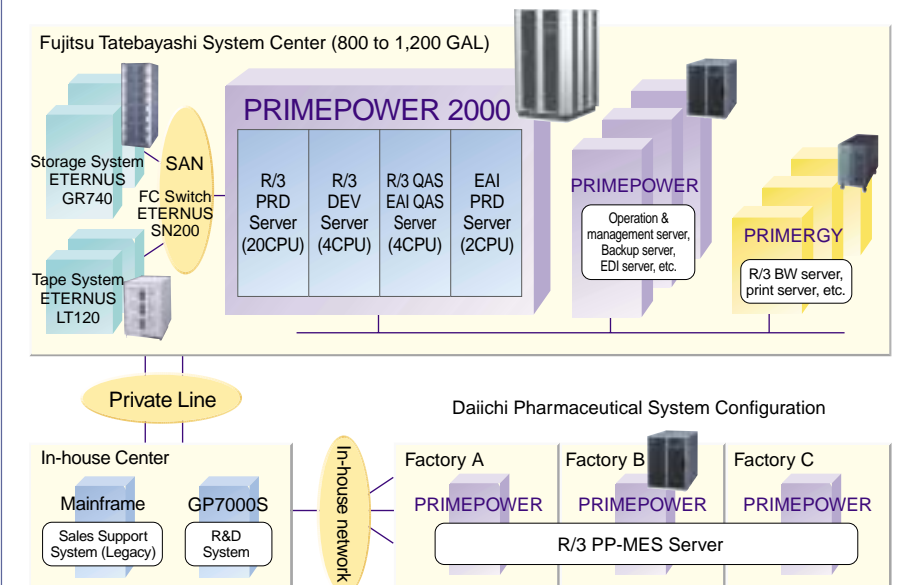 Fujitsu Tatebayashi System Center (800 to 1,200 GAL)
Storage System
ETERNUS
GR740
SAN
FC Switch
ETERNUS
SN200
Tape System
ETERNUS
LT120
PRIMEPOWER 2000
R/3
PRD
Server
(20CPU)
R/3
DEV
Server
(4CPU)
R/3 QAS
EAI QAS
Server
(4CPU)
EAI
PRD
Server
(2CPU)
PRIMEPOWER
Operation &
management server,
Backup server,
EDI server, etc.
PRIMERGY
R/3 BW server,
print server, etc.
Private Line
Daiichi Pharmaceutical System Configuration
In-house Center
Mainframe
Sales Support
System (Legacy)
GP7000S
R&D
System
In-house network
Factory A
PRIMEPOWER
Factory B
PRIMEPOWER
Factory C
PRIMEPOWER
R/3 PP-MES Server